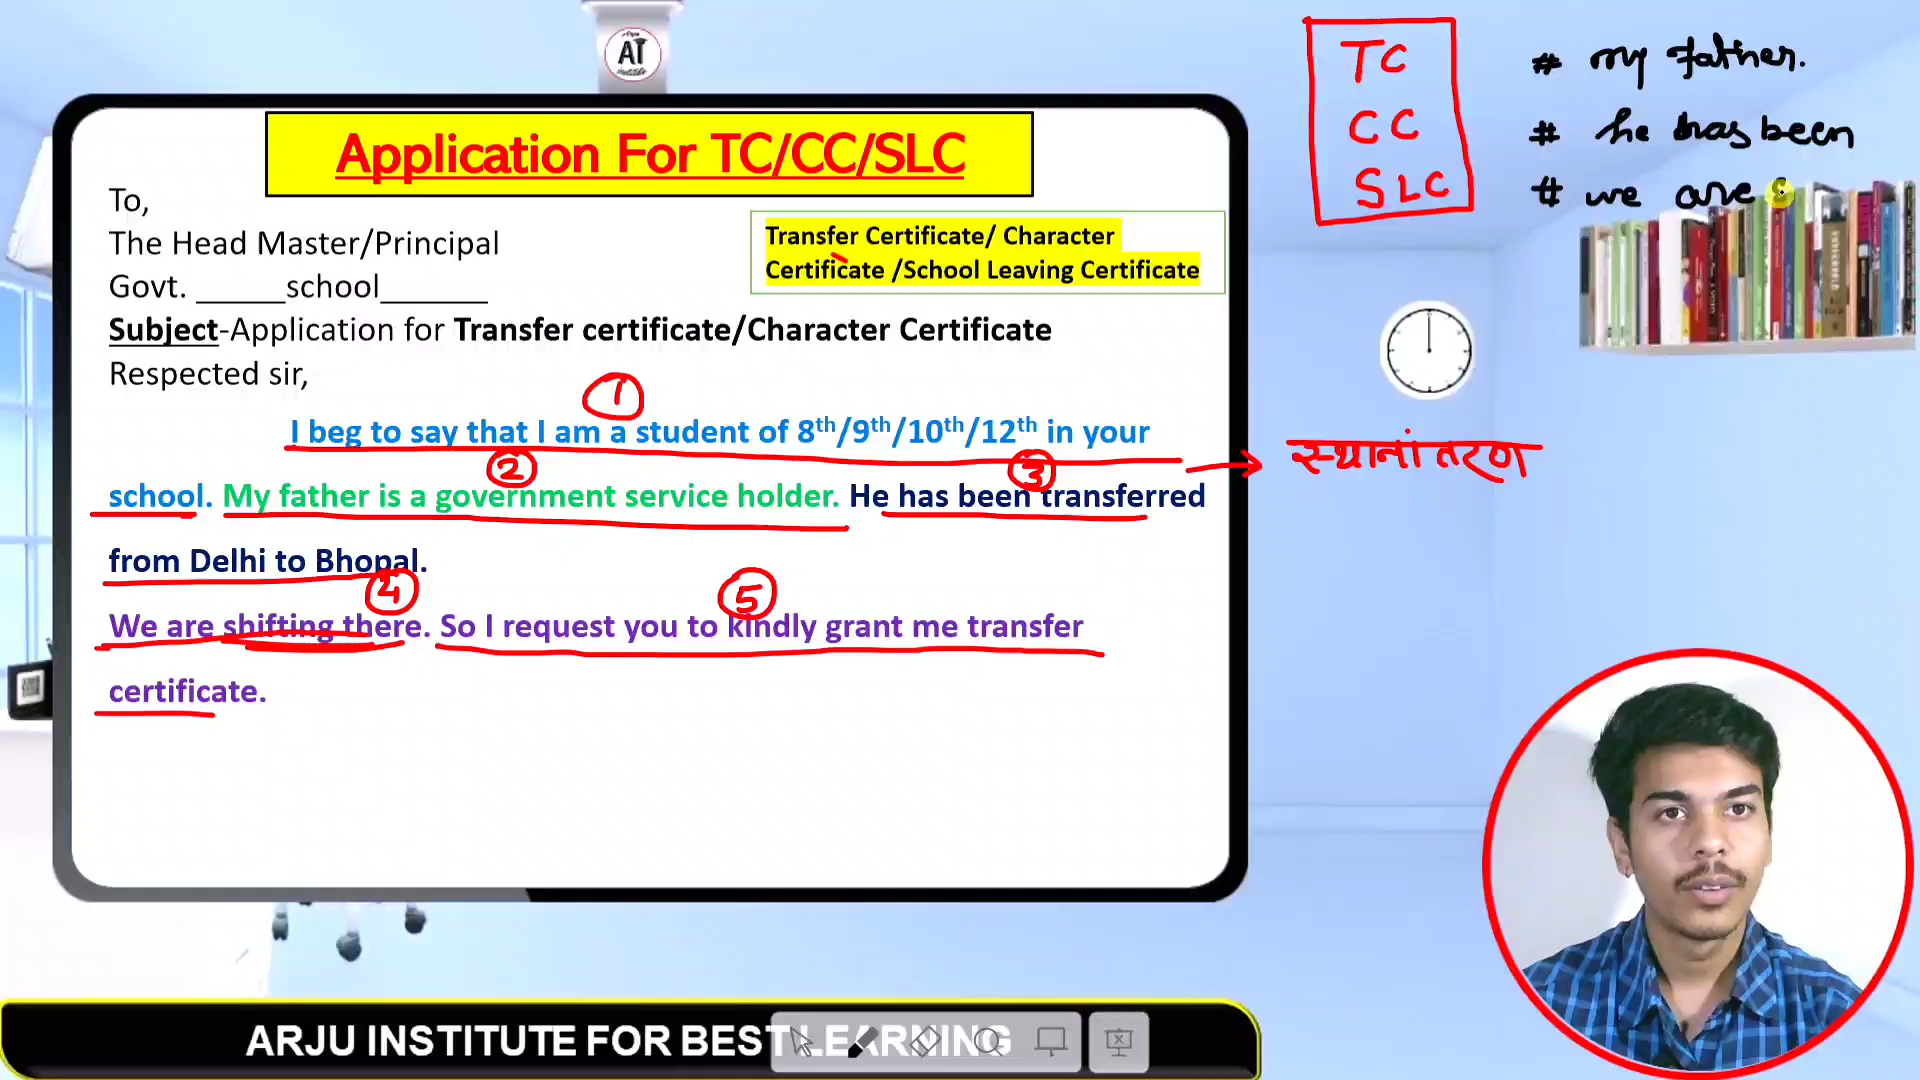 AT
Application For TC/CC/SLC
To,
The Head Master/Principal
Govt. _____school______
Transfer Certificate/ Character
Certificate /School Leaving Certificate
Subject-Application for Transfer certificate/Character Certificate
Respected sir,
1
I beg to say that I am a student of 8th/9th/10th/12th in your
2 3
school. My father is a government service holder. He has been transferred
from Delhi to Bhopal.
4 5
We are shifting there. So I request you to kindly grant me transfer
certificate.
TC
CC
SLC
# my father.
# he has been
# we are s
स्थानांतरण
ARJU INSTITUTE FOR BEST LEARNING